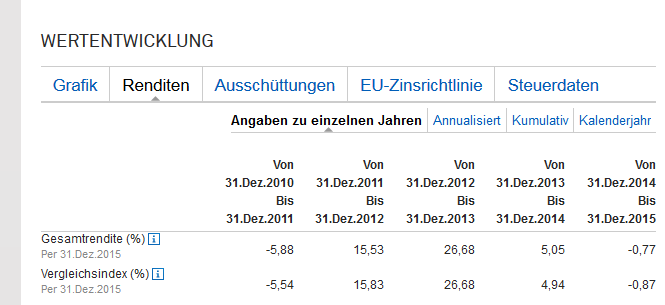 WERTENTWICKLUNG
Grafik Renditen Ausschüttungen EU-Zinsrichtlinie Steuerdaten
Angaben zu einzelnen Jahren Annualisiert Kumulativ Kalenderjahr
Von Von Von Von Von
31.Dez.2010 31.Dez.2011 31.Dez.2012 31.Dez.2013 31.Dez.2014
Bis Bis Bis Bis Bis
31.Dez.2011 31.Dez.2012 31.Dez.2013 31.Dez.2014 31.Dez.2015
Gesamtrendite (%) i
Per 31.Dez.2015 -5,88 15,53 26,68 5,05 -0,77
Vergleichsindex (%) i
Per 31.Dez.2015 -5,54 15,83 26,68 4,94 -0,87